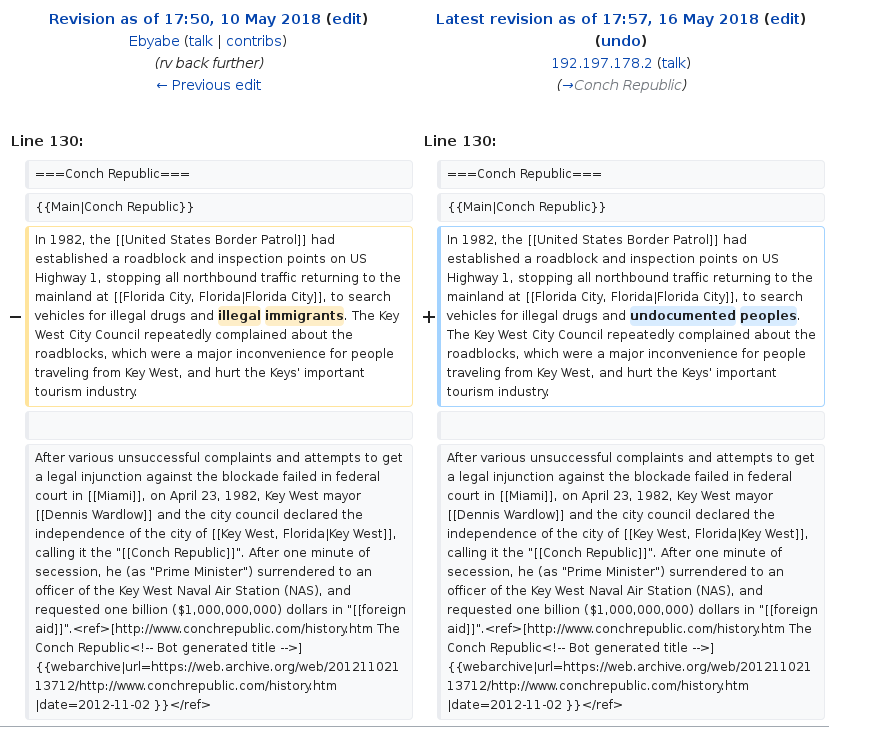 Revision as of 17:50, 10 May 2018 (edit)
Ebyabe (talk | contribs)
(rv back further)
← Previous edit
Latest revision as of 17:57, 16 May 2018 (edit)
(undo)
192.197.178.2 (talk)
(→Conch Republic)
Line 130:
Line 130:
===Conch Republic===
===Conch Republic===
{{Main|Conch Republic}}
{{Main|Conch Republic}}
−
In 1982, the [[United States Border Patrol]] had
established a roadblock and inspection points on US
Highway 1, stopping all northbound traffic returning to the
mainland at [[Florida City, Florida|Florida City]], to search
vehicles for illegal drugs and illegal immigrants. The Key
West City Council repeatedly complained about the
roadblocks, which were a major inconvenience for people
traveling from Key West, and hurt the Keys' important
tourism industry.
+
In 1982, the [[United States Border Patrol]] had
established a roadblock and inspection points on US
Highway 1, stopping all northbound traffic returning to the
mainland at [[Florida City, Florida|Florida City]], to search
vehicles for illegal drugs and undocumented peoples.
The Key West City Council repeatedly complained about the
roadblocks, which were a major inconvenience for people
traveling from Key West, and hurt the Keys' important
tourism industry.
After various unsuccessful complaints and attempts to get
a legal injunction against the blockade failed in federal
court in [[Miami]], on April 23, 1982, Key West mayor
[[Dennis Wardlow]] and the city council declared the
independence of the city of [[Key West, Florida|Key West]],
calling it the "[[Conch Republic]]". After one minute of
secession, he (as "Prime Minister") surrendered to an
officer of the Key West Naval Air Station (NAS), and
requested one billion ($1,000,000,000) dollars in "[[foreign
aid]]".<ref>[http://www.conchrepublic.com/history.htm The
Conch Republic<!-- Bot generated title -->]
{{webarchive|url=https://web.archive.org/web/201211021
13712/http://www.conchrepublic.com/history.htm
|date=2012-11-02 }}</ref>
After various unsuccessful complaints and attempts to get
a legal injunction against the blockade failed in federal
court in [[Miami]], on April 23, 1982, Key West mayor
[[Dennis Wardlow]] and the city council declared the
independence of the city of [[Key West, Florida|Key West]],
calling it the "[[Conch Republic]]". After one minute of
secession, he (as "Prime Minister") surrendered to an
officer of the Key West Naval Air Station (NAS), and
requested one billion ($1,000,000,000) dollars in "[[foreign
aid]]".<ref>[http://www.conchrepublic.com/history.htm The
Conch Republic<!-- Bot generated title -->]
{{webarchive|url=https://web.archive.org/web/201211021
13712/http://www.conchrepublic.com/history.htm
|date=2012-11-02 }}</ref>